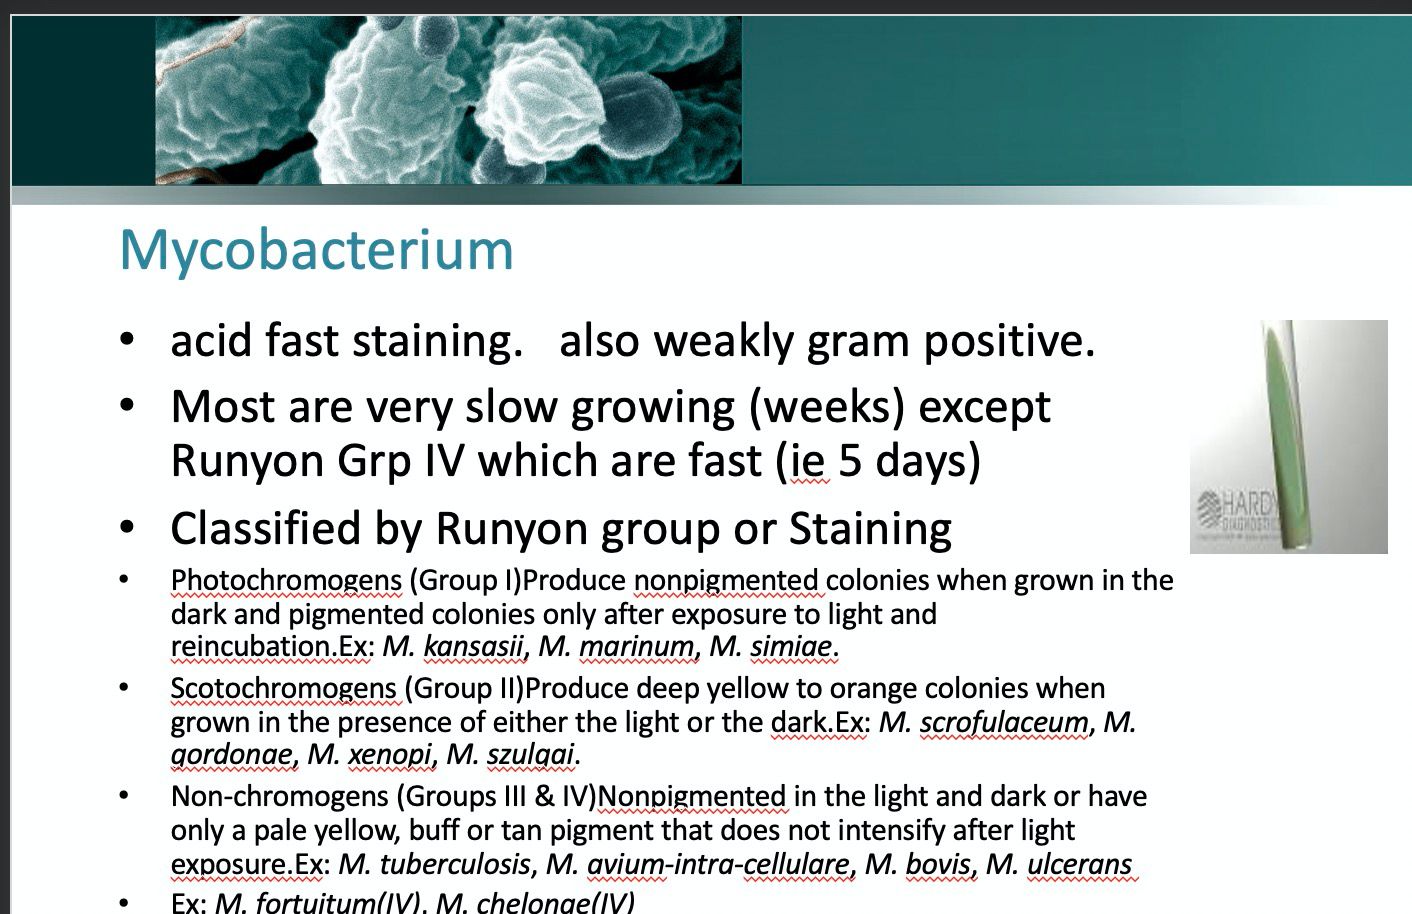 Mycobacterium
• acid fast staining.   also weakly gram positive.
• Most are very slow growing (weeks) except
Runyon Grp IV which are fast (ie 5 days)
• Classified by Runyon group or Staining
• Photochromogens (Group I)Produce nonpigmented colonies when grown in the
dark and pigmented colonies only after exposure to light and
reincubation.Ex: M. kansasii, M. marinum, M. simiae.
• Scotochromogens (Group II)Produce deep yellow to orange colonies when
grown in the presence of either the light or the dark.Ex: M. scrofulaceum, M.
gordonae, M. xenopi, M. szulgai.
• Non-chromogens (Groups III & IV)Nonpigmented in the light and dark or have
only a pale yellow, buff or tan pigment that does not intensify after light
exposure.Ex: M. tuberculosis, M. avium-intra-cellulare, M. bovis, M. ulcerans
• Ex: M. fortuitum(IV), M. chelonae(IV)
HARDY
DIAGNOSTICS